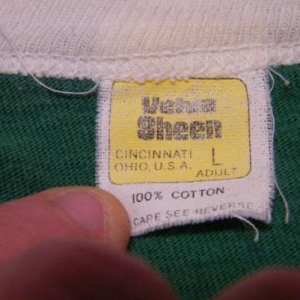 Velva
Sheen
CINCINNATI
OHIO, U.S.A.
L
ADULT
100% COTTON
CARE SEE REVERSE